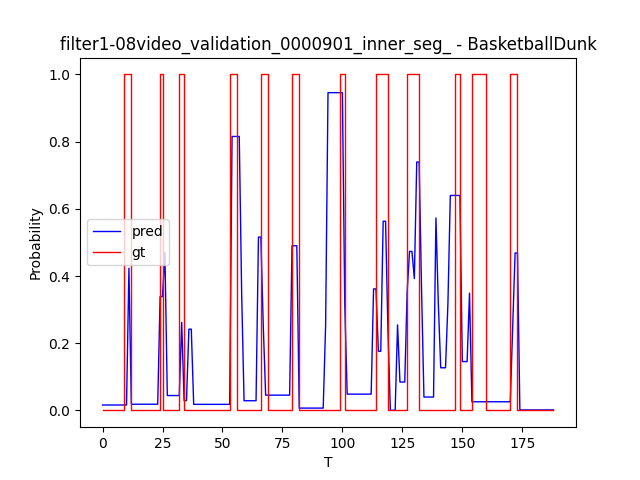 filter1-08video_validation_0000901_inner_seg_ - BasketballDunk
1.0
0.8
0.6
0.4
0.2
0.0
Probability
pred
gt
0
25
50
75
100
125
150
175
T